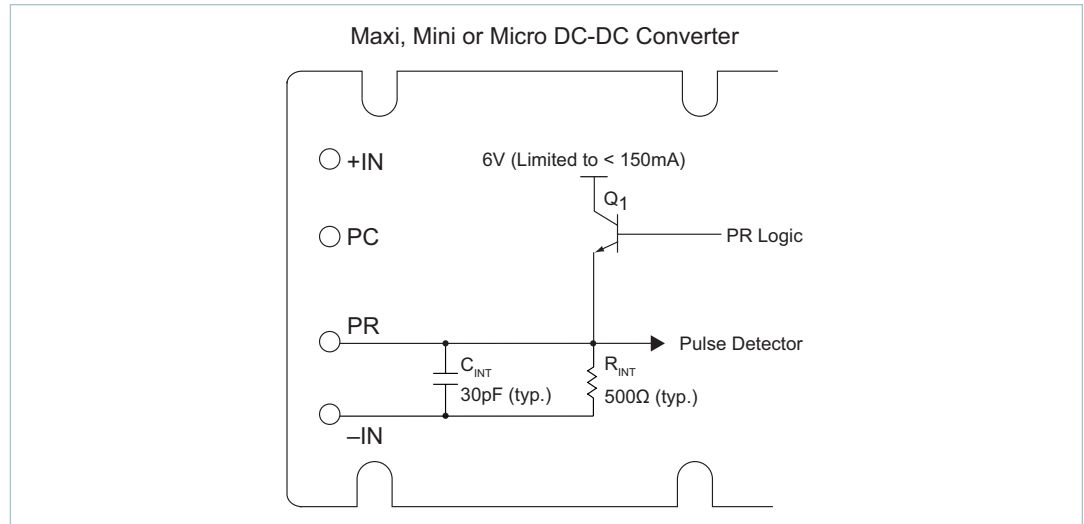 Maxi, Mini or Micro DC-DC Converter
+IN
6V (Limited to < 150mA)
Q1
PC
PR Logic
PR
Pulse Detector
CINT
30pF (typ.)
RINT
500Ω (typ.)
–IN